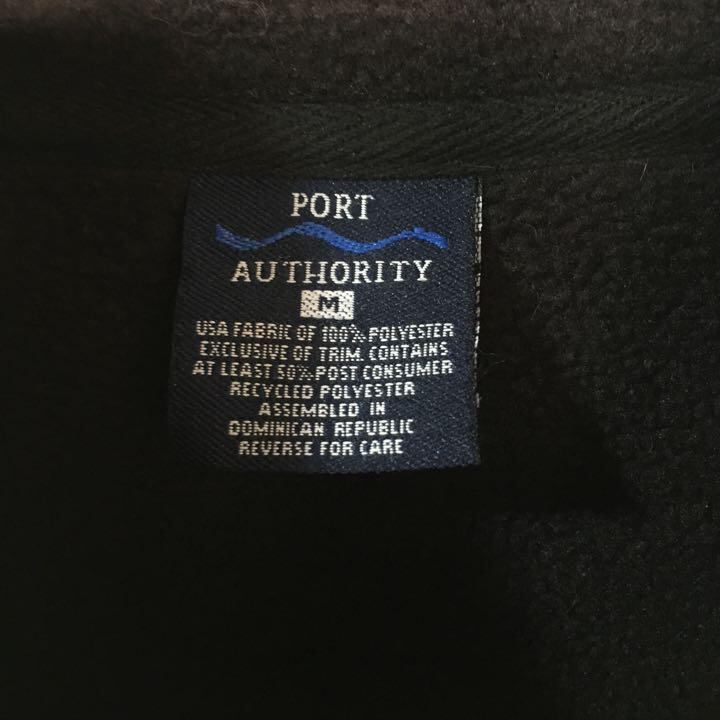 PORT
AUTHORITY
M
USA FABRIC OF 100% POLYESTER
EXCLUSIVE OF TRIM. CONTAINS
AT LEAST 50% POST CONSUMER
RECYCLED POLYESTER
ASSEMBLED IN
DOMINICAN REPUBLIC
REVERSE FOR CARE